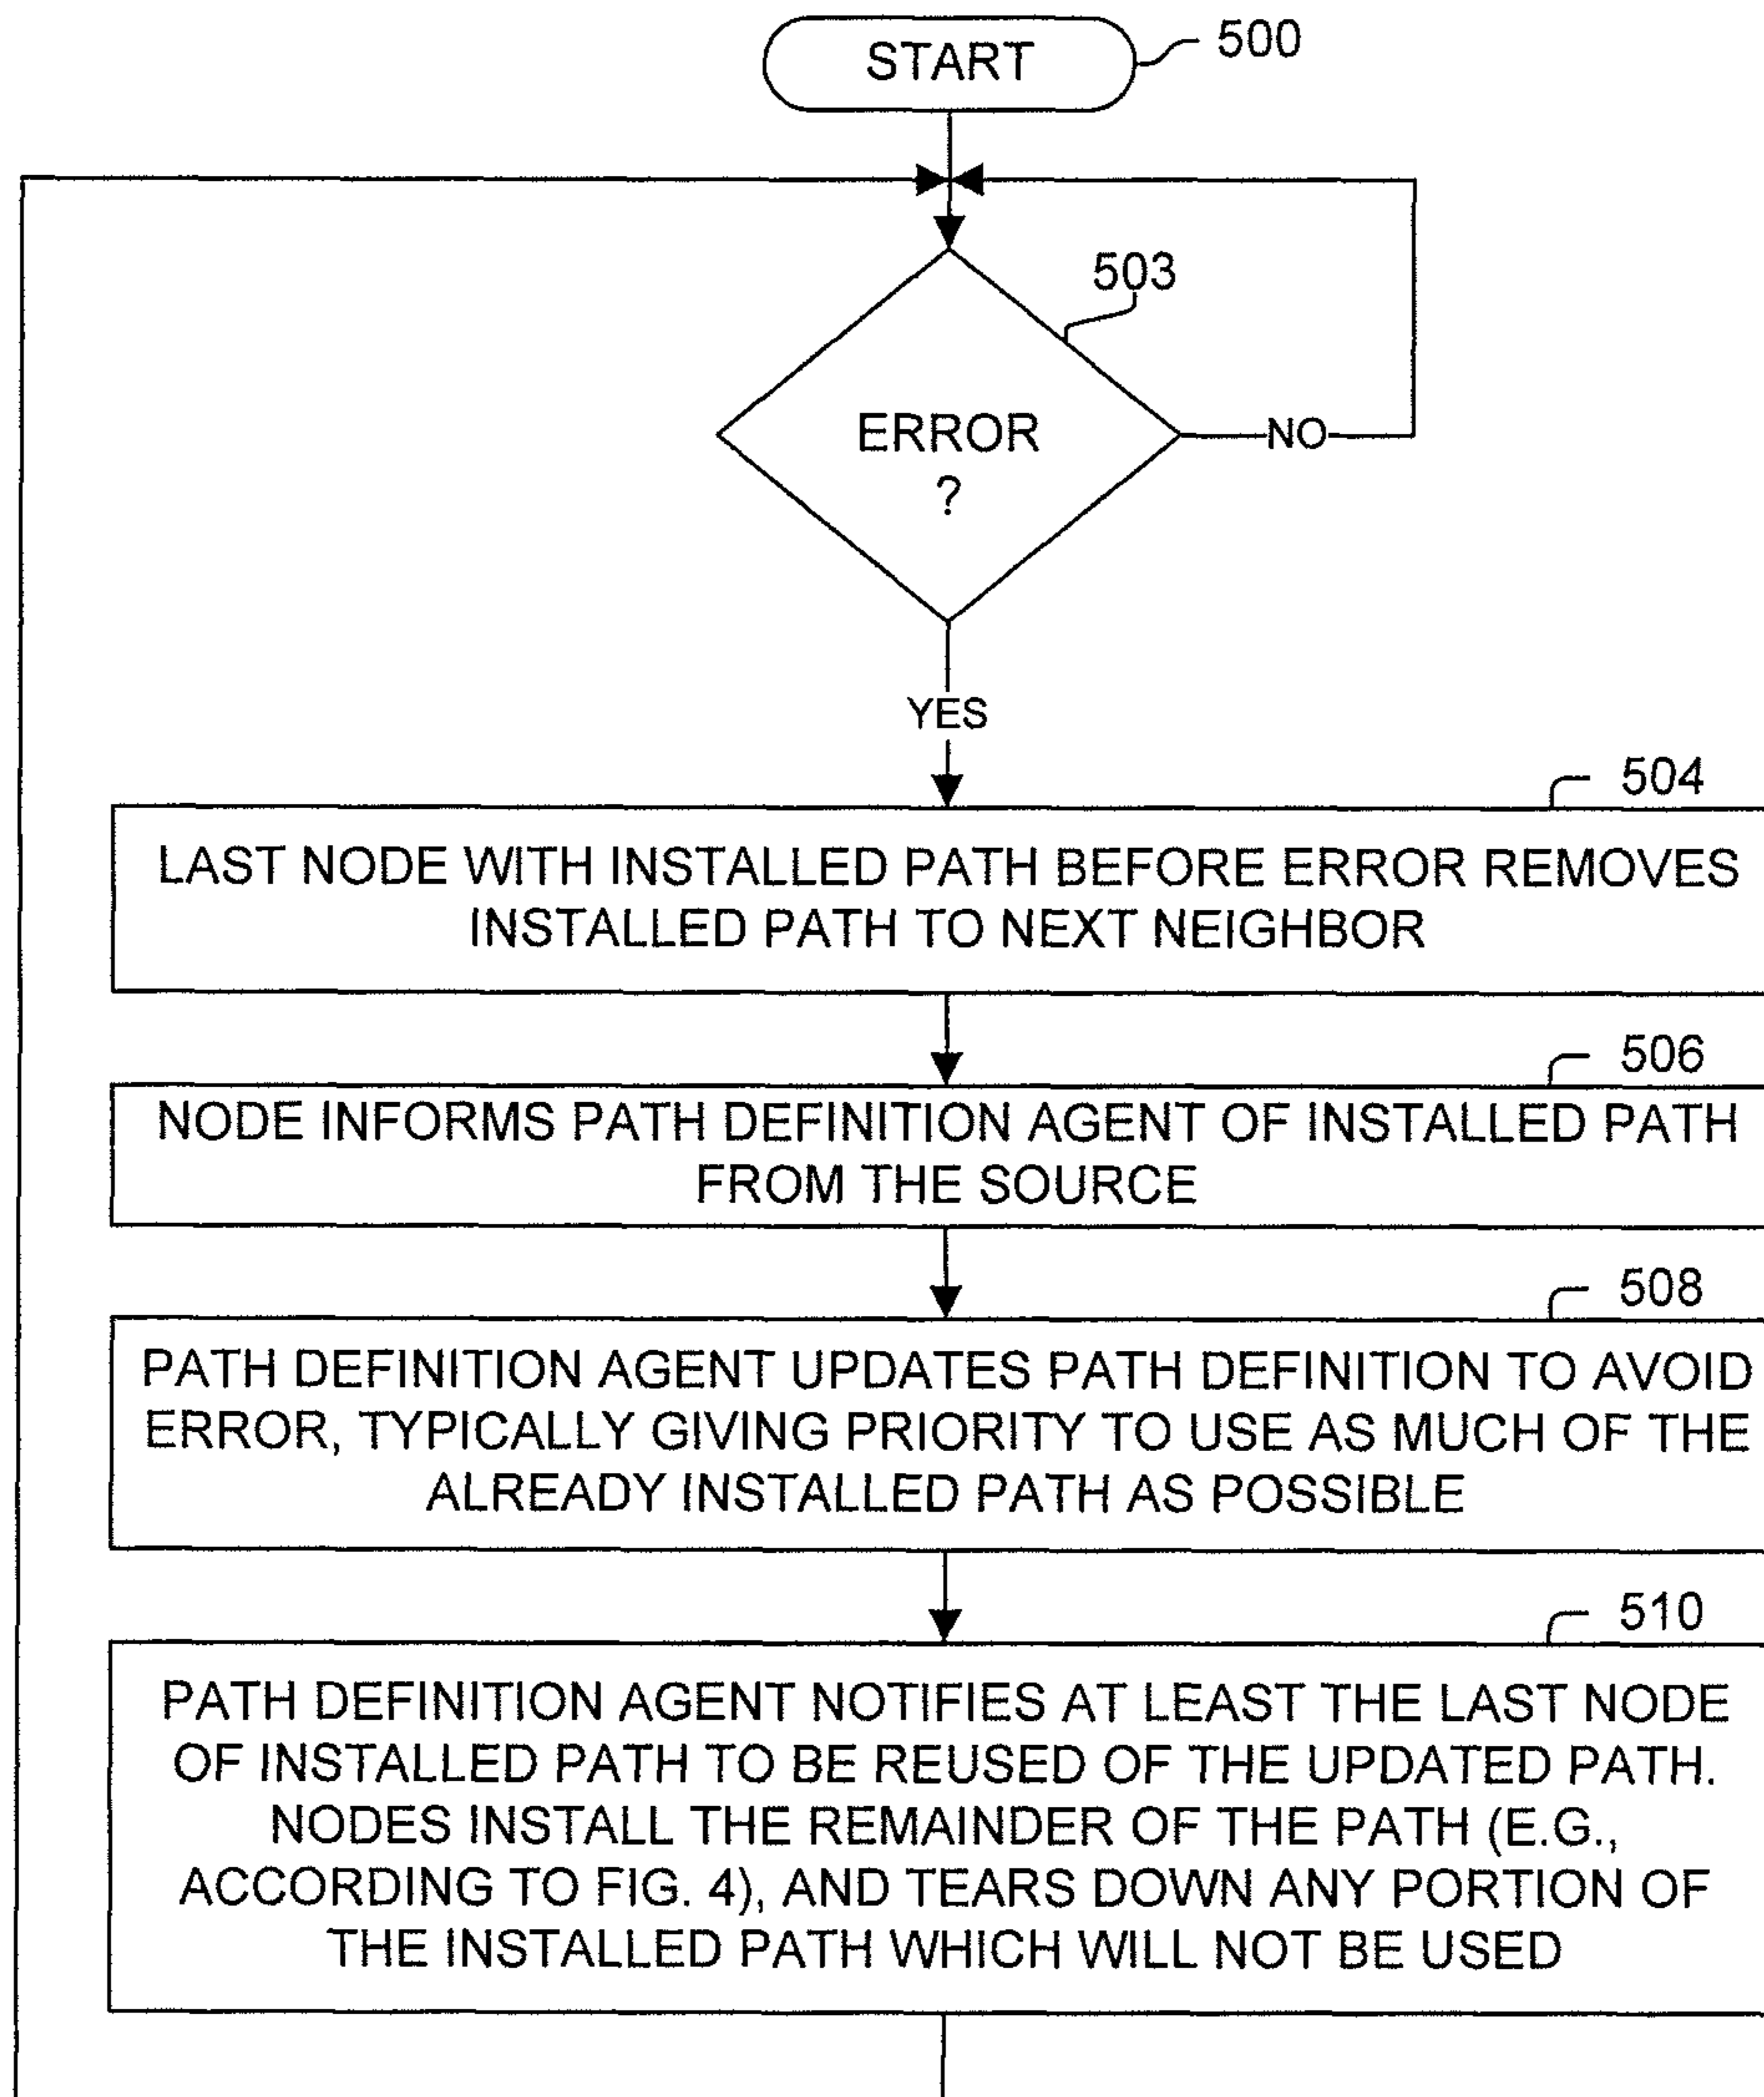 START
500
503
ERROR
?
NO
YES
504
LAST NODE WITH INSTALLED PATH BEFORE ERROR REMOVES
INSTALLED PATH TO NEXT NEIGHBOR
506
NODE INFORMS PATH DEFINITION AGENT OF INSTALLED PATH
FROM THE SOURCE
508
PATH DEFINITION AGENT UPDATES PATH DEFINITION TO AVOID
ERROR, TYPICALLY GIVING PRIORITY TO USE AS MUCH OF THE
ALREADY INSTALLED PATH AS POSSIBLE
510
PATH DEFINITION AGENT NOTIFIES AT LEAST THE LAST NODE
OF INSTALLED PATH TO BE REUSED OF THE UPDATED PATH.
NODES INSTALL THE REMAINDER OF THE PATH (E.G.,
ACCORDING TO FIG. 4), AND TEARS DOWN ANY PORTION OF
THE INSTALLED PATH WHICH WILL NOT BE USED